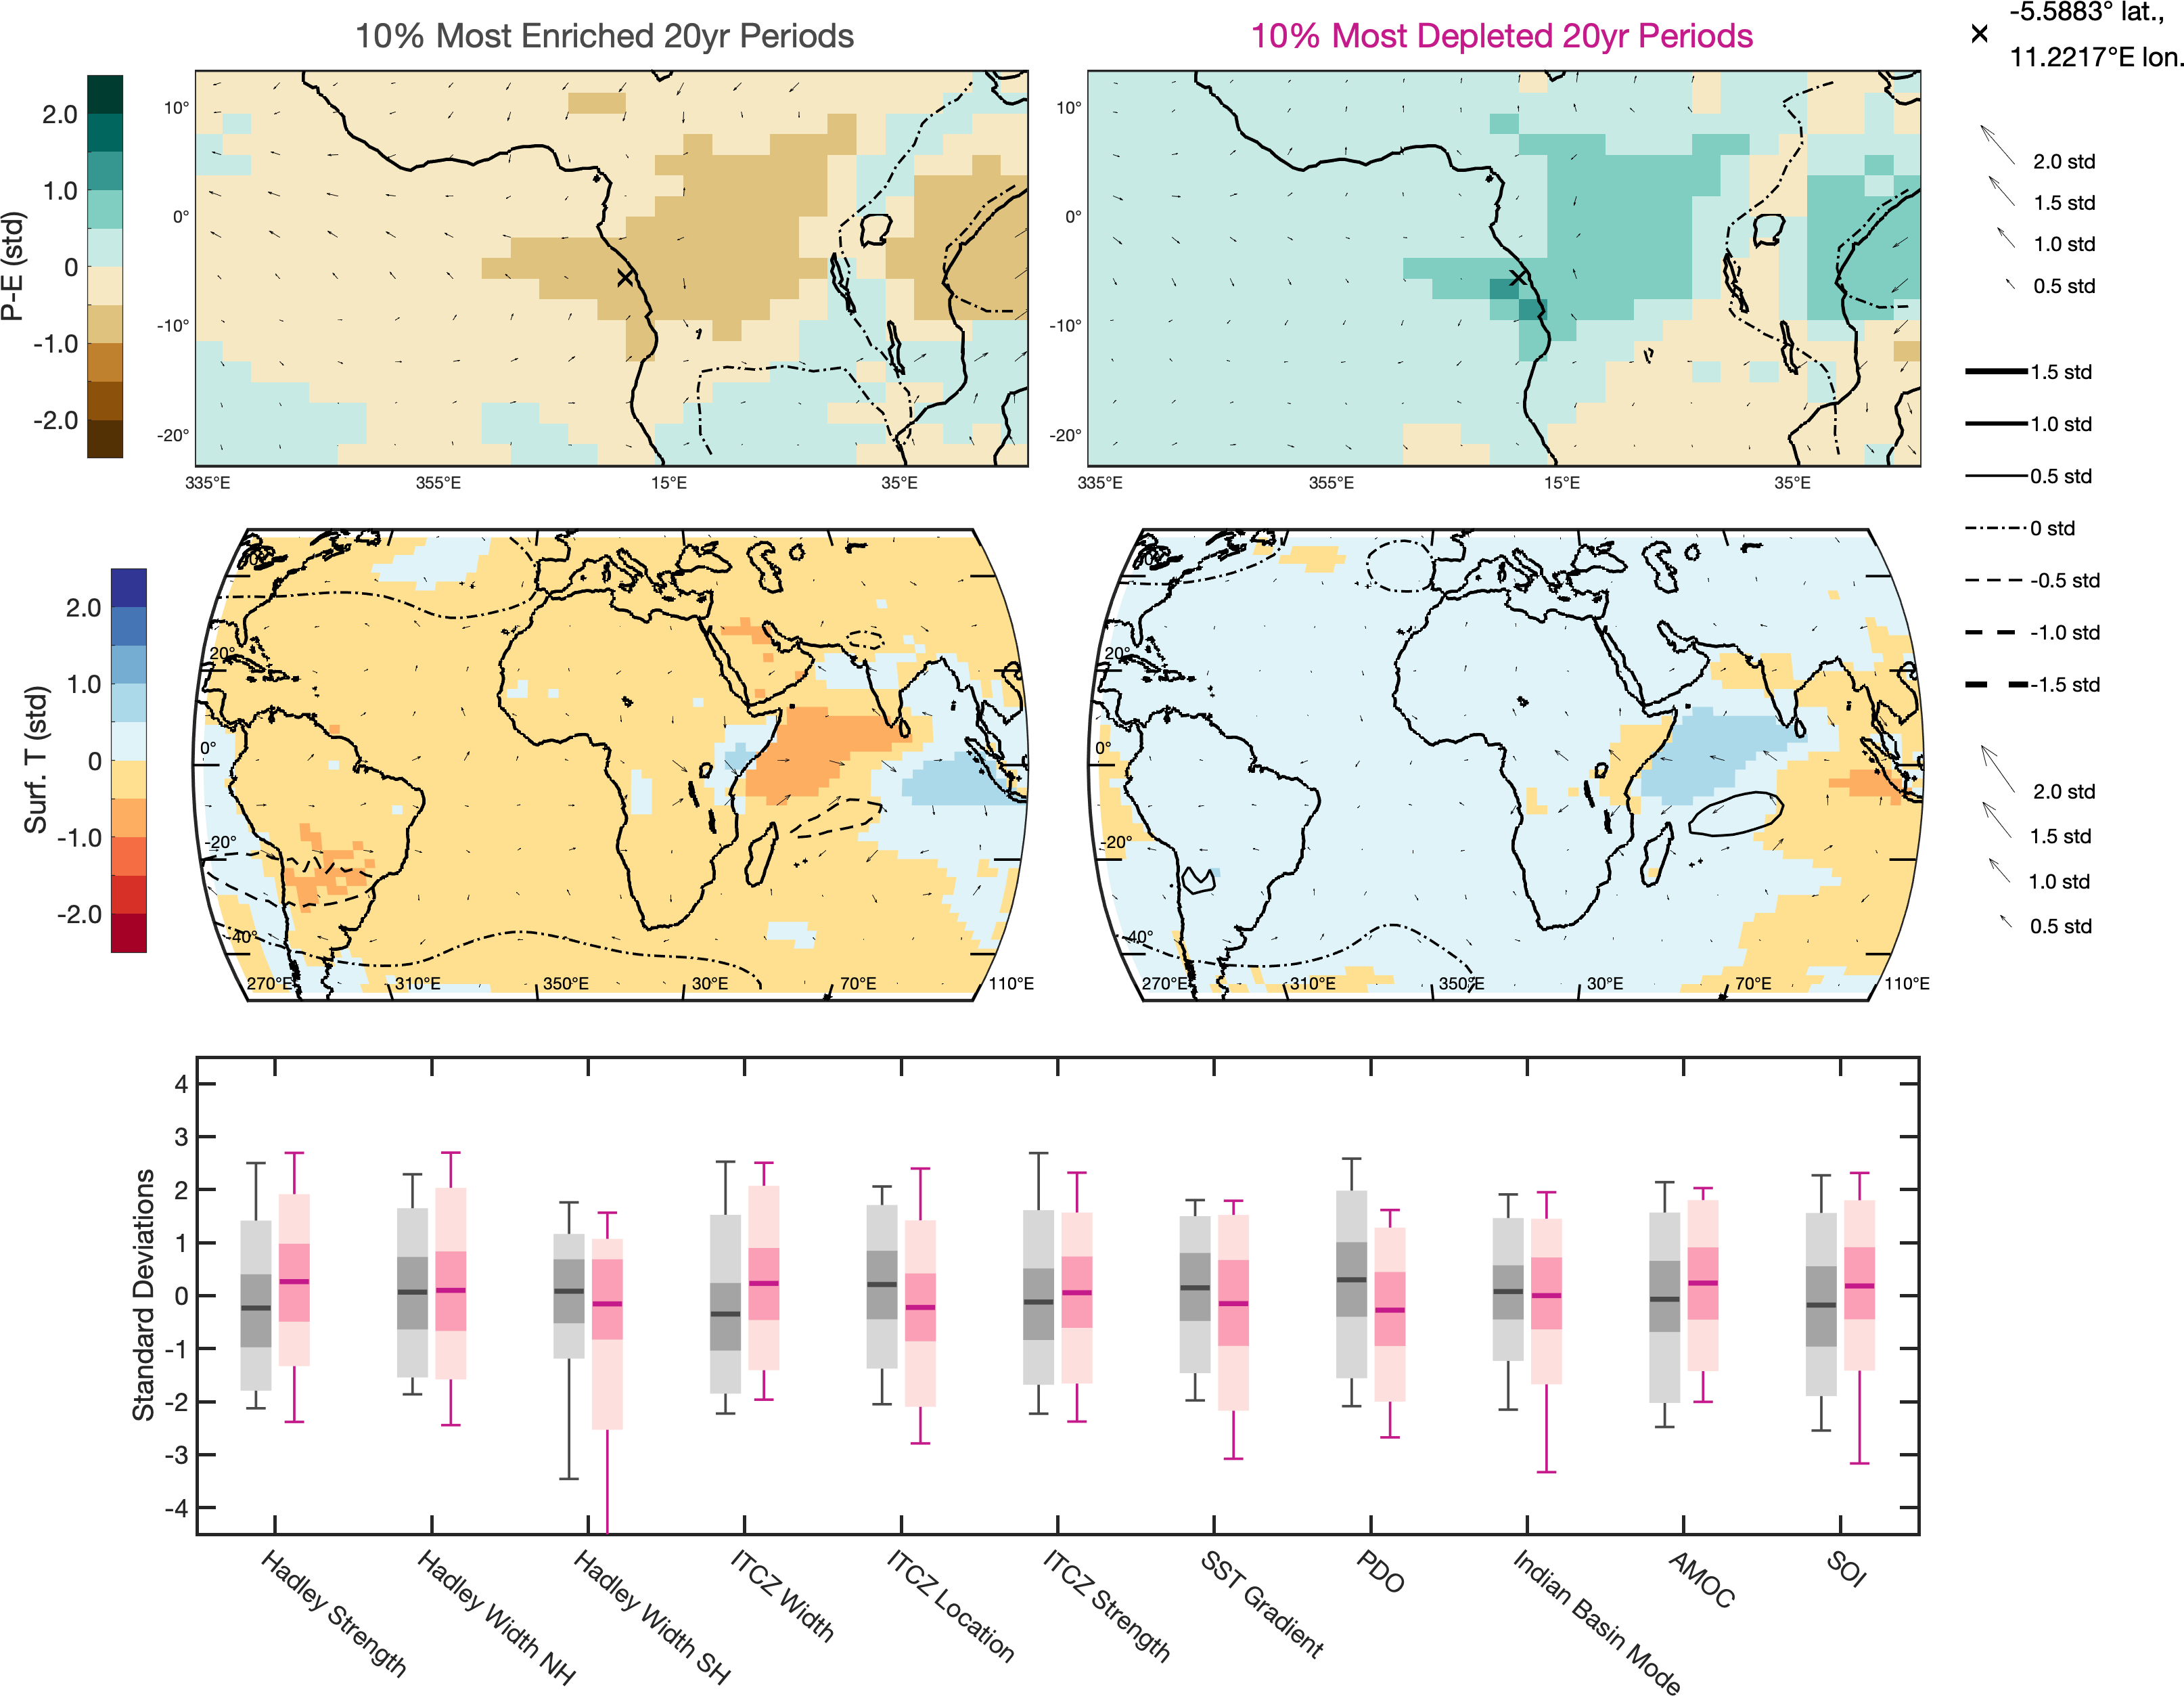 10% Most Enriched 20yr Periods
10% Most Depleted 20yr Periods
-5.5883° lat.,
11.2217°E lon.
P-E (std)
2.0
1.0
0
-1.0
-2.0
10°
0°
-10°
-20°
335°E
355°E
15°E
35°E
10°
0°
-10°
-20°
335°E
355°E
15°E
35°E
2.0 std
1.5 std
1.0 std
0.5 std
1.5 std
1.0 std
0.5 std
0 std
-0.5 std
-1.0 std
-1.5 std
2.0 std
1.5 std
1.0 std
0.5 std
Surf. T (std)
2.0
1.0
0
-1.0
-2.0
20°
0°
-20°
-40°
270°E
310°E
350°E
30°E
70°E
110°E
20°
0°
-20°
-40°
270°E
310°E
350°E
30°E
70°E
110°E
Standard Deviations
4
3
2
1
0
-1
-2
-3
-4
Hadley Strength
Hadley Width NH
Hadley Width SH
ITCZ Width
ITCZ Location
ITCZ Strength
SST Gradient
PDO
Indian Basin Mode
AMOC
SOI